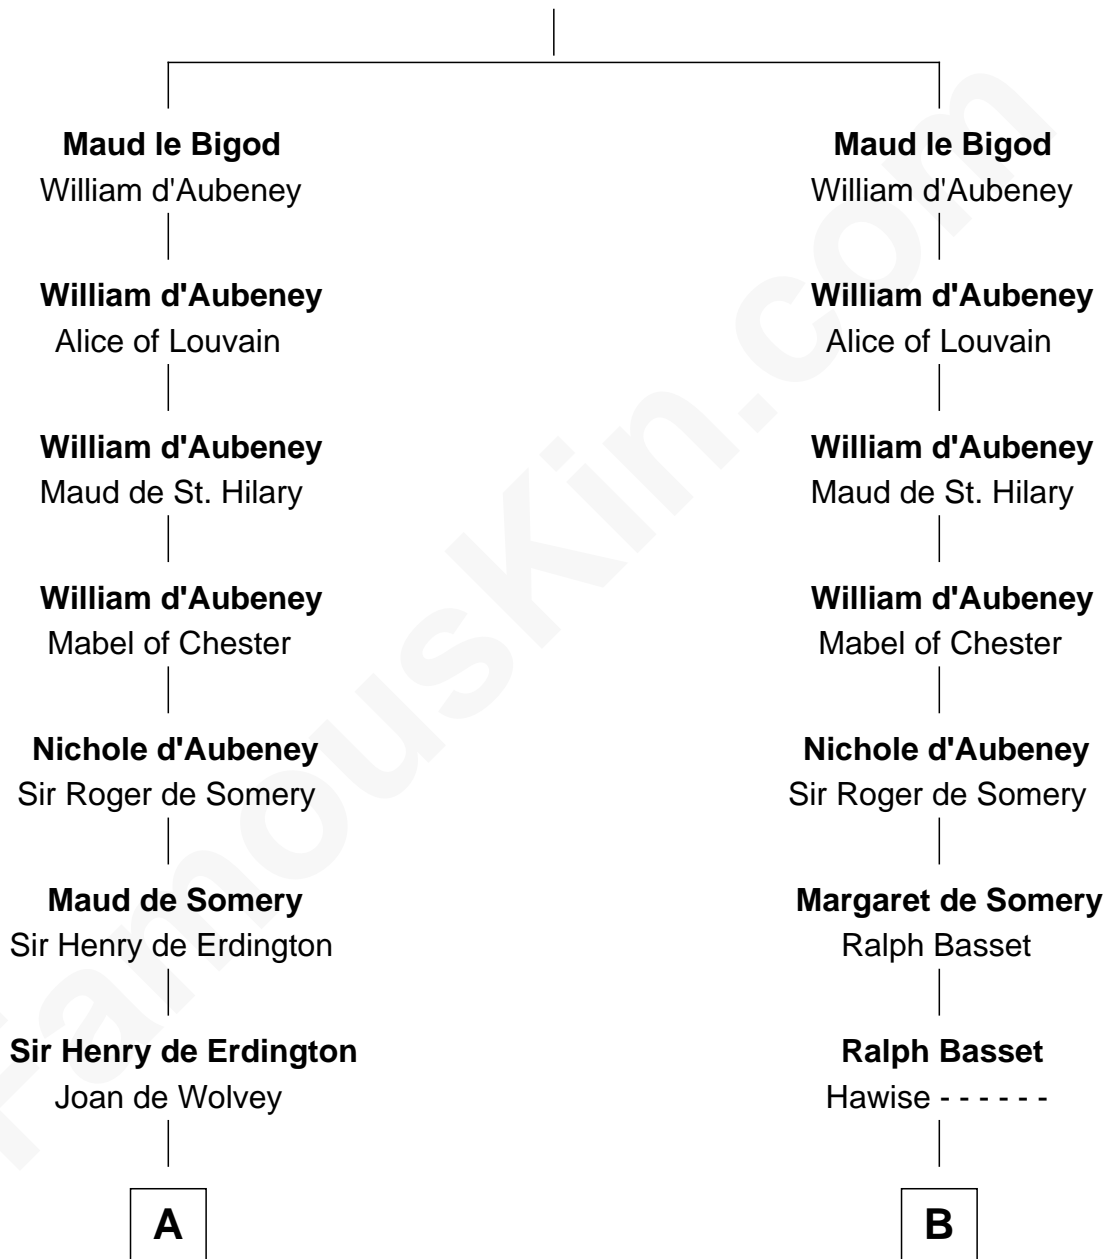 Maud le Bigod
William d'Aubeney
William d'Aubeney
Alice of Louvain
William d'Aubeney
Maud de St. Hilary
William d'Aubeney
Mabel of Chester
Nichole d'Aubeney
Sir Roger de Somery
Maud de Somery
Sir Henry de Erdington
Sir Henry de Erdington
Joan de Wolvey
A
Maud le Bigod
William d'Aubeney
William d'Aubeney
Alice of Louvain
William d'Aubeney
Maud de St. Hilary
William d'Aubeney
Mabel of Chester
Nichole d'Aubeney
Sir Roger de Somery
Margaret de Somery
Ralph Basset
Ralph Basset
Hawise - - - - - -
B
FamousKin.com